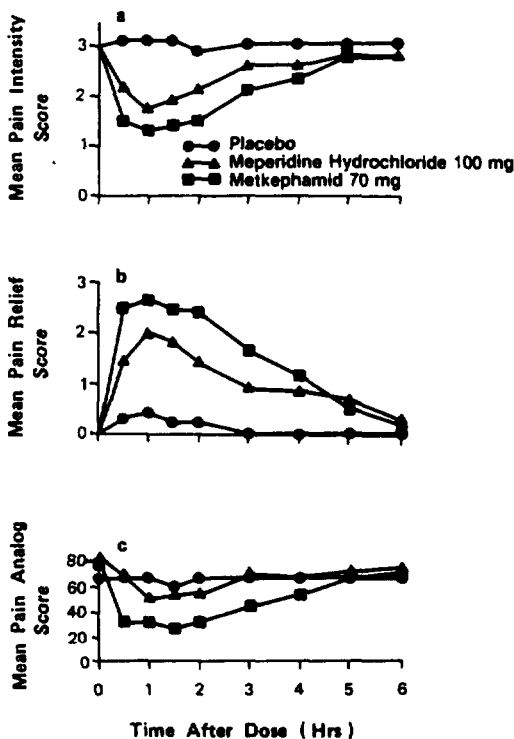 a
Mean Pain Intensity
Score
3
2
1
0
Placebo
Meperidine Hydrochloride 100 mg
Metkephamid 70 mg
b
Mean Pain Relief
Score
3
2
1
0
c
Mean Pain Analog
Score
80
60
40
20
0
0 1 2 3 4 5 6
Time After Dose (Hrs)